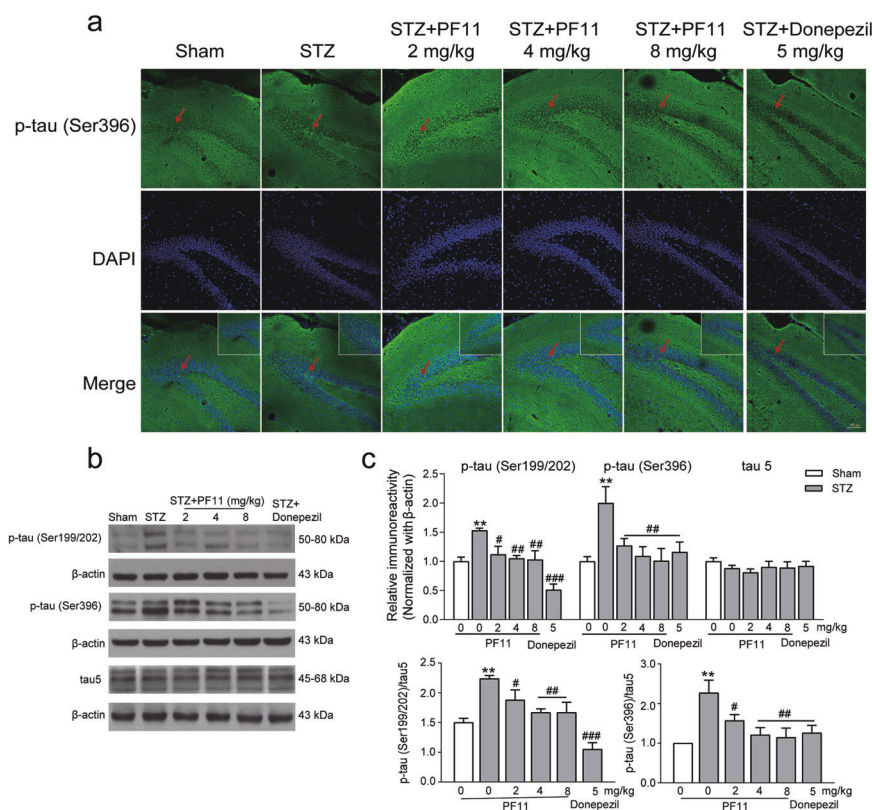 a
Sham
STZ
STZ+PF11
2 mg/kg
STZ+PF11
4 mg/kg
STZ+PF11
8 mg/kg
STZ+Donepezil
5 mg/kg
p-tau (Ser396)
DAPI
Merge
b
Sham
STZ
STZ+PF11 (mg/kg)
2 4 8
STZ+
Donepezil
p-tau (Ser199/202)
50-80 kDa
β-actin
43 kDa
p-tau (Ser396)
50-80 kDa
β-actin
43 kDa
tau5
45-68 kDa
β-actin
43 kDa
c
p-tau (Ser199/202)
p-tau (Ser396)
tau 5
Sham
STZ
Relative immunoreactivity
(Normalized with β-actin)
2.5
2.0
1.5
1.0
0.5
0.0
** # ## ## ###
** ##
0 0 2 4 8 5
0 0 2 4 8 5
0 0 2 4 8 5 mg/kg
PF11 Donepezil
PF11 Donepezil
PF11 Donepezil
p-tau (Ser199/202)/tau5
2.5
2.0
1.5
1.0
0.5
** # ## ###
0 0 2 4 8 5 mg/kg
PF11 Donepezil
p-tau (Ser396)/tau5
3.0
2.0
1.0
0.0
** # ##
0 0 2 4 8 5 mg/kg
PF11 Donepezil